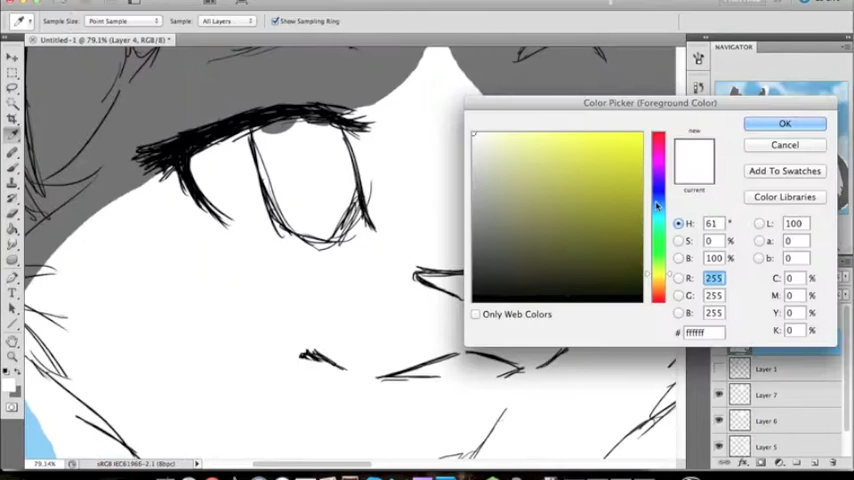 Sample Size: Point Sample Sample: All Layers Show Sampling Ring
Untitled-1 @ 79.1% (Layer 4, RGB/8) *
NAVIGATOR
Color Picker (Foreground Color)
new
current
OK
Cancel
Add To Swatches
Color Libraries
H: 61 °
S: 0 %
B: 100 %
R: 255
G: 255
B: 255
L: 100
a: 0
b: 0
C: 0 %
M: 0 %
Y: 0 %
K: 0 %
# ffffff
Only Web Colors
Layer 1
Layer 7
Layer 6
Layer 5
79.14% sRGB IEC61966-2.1 (8bpc)